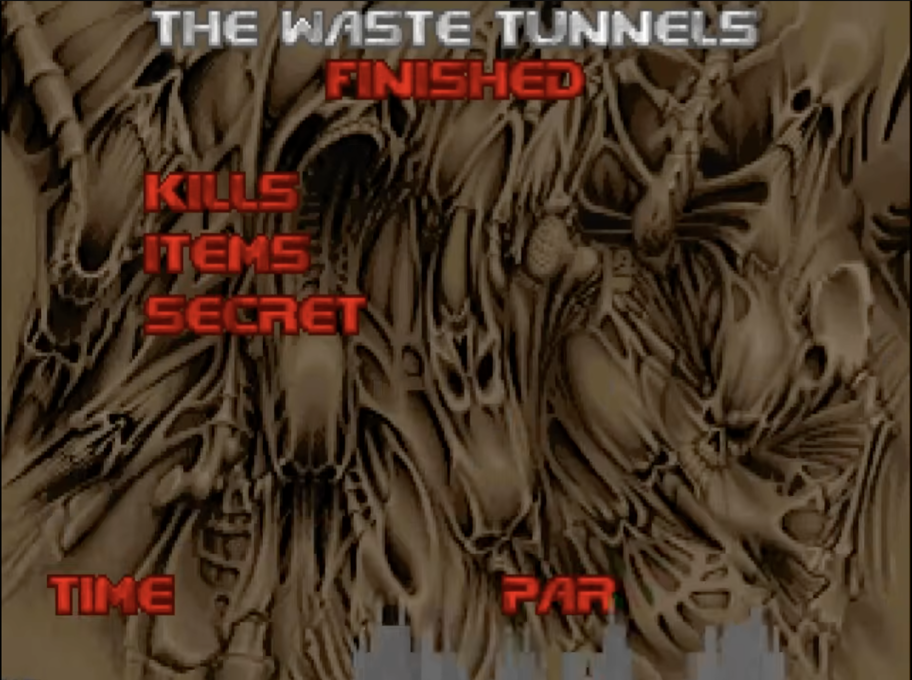 THE WASTE TUNNELS
FINISHED
KILLS
ITEMS
SECRET
TIME PAR